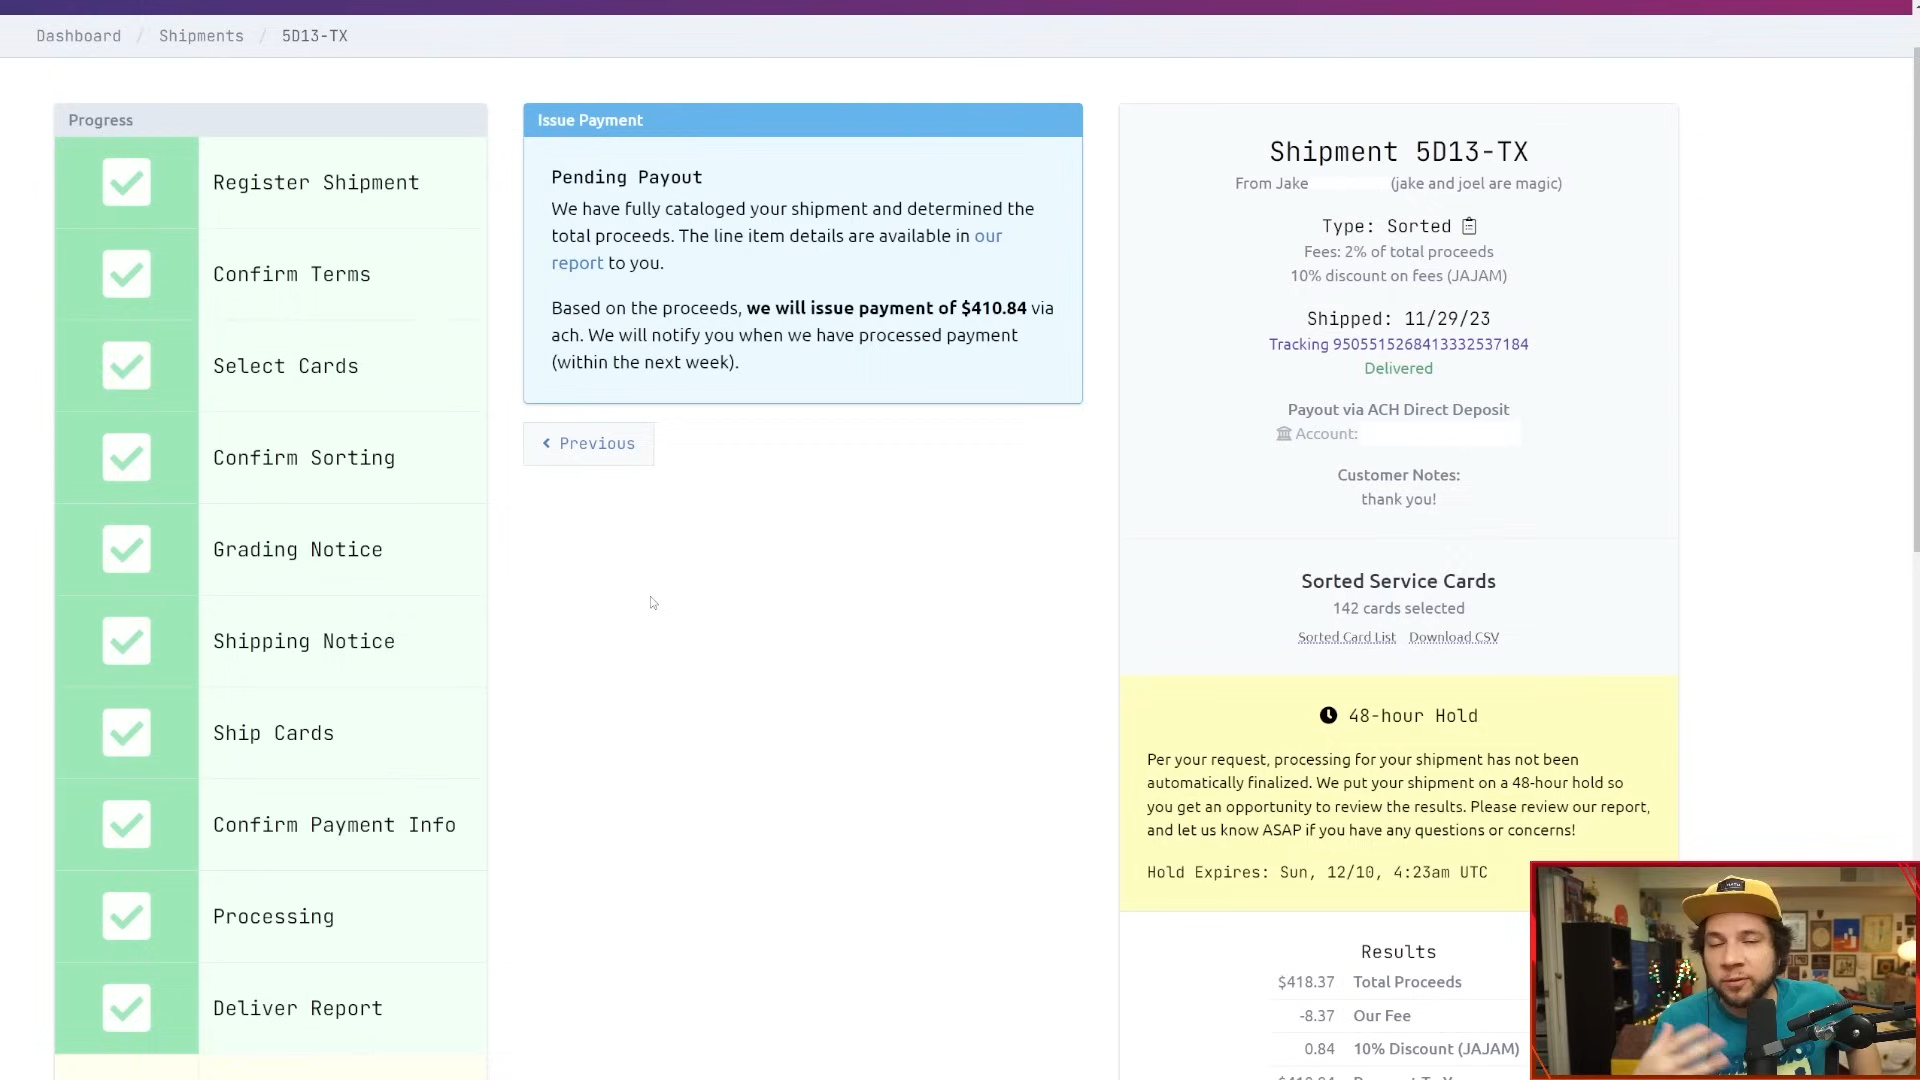 Dashboard / Shipments / 5D13-TX
Progress
Register Shipment
Confirm Terms
Select Cards
Confirm Sorting
Grading Notice
Shipping Notice
Ship Cards
Confirm Payment Info
Processing
Deliver Report
Issue Payment
Pending Payout
We have fully cataloged your shipment and determined the
total proceeds. The line item details are available in our
report to you.
Based on the proceeds, we will issue payment of $410.84 via
ach. We will notify you when we have processed payment
(within the next week).
Previous
Shipment 5D13-TX
From Jake (jake and joel are magic)
Type: Sorted
Fees: 2% of total proceeds
10% discount on fees (JAJAM)
Shipped: 11/29/23
Tracking 9505515268413332537184
Delivered
Payout via ACH Direct Deposit
Account:
Customer Notes:
thank you!
Sorted Service Cards
142 cards selected
Sorted Card List Download CSV
48-hour Hold
Per your request, processing for your shipment has not been
automatically finalized. We put your shipment on a 48-hour hold so
you get an opportunity to review the results. Please review our report,
and let us know ASAP if you have any questions or concerns!
Hold Expires: Sun, 12/10, 4:23am UTC
Results
$418.37 Total Proceeds
-8.37 Our Fee
0.84 10% Discount (JAJAM)